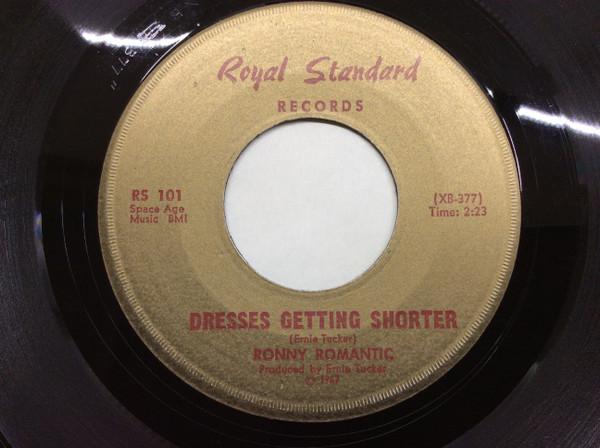 Royal Standard
RECORDS
RS 101
Space Age
Music BMI
(XB-377)
Time: 2:23
DRESSES GETTING SHORTER
(Ernie Tucker)
RONNY ROMANTIC
Produced by Ernie Tucker
© 1967